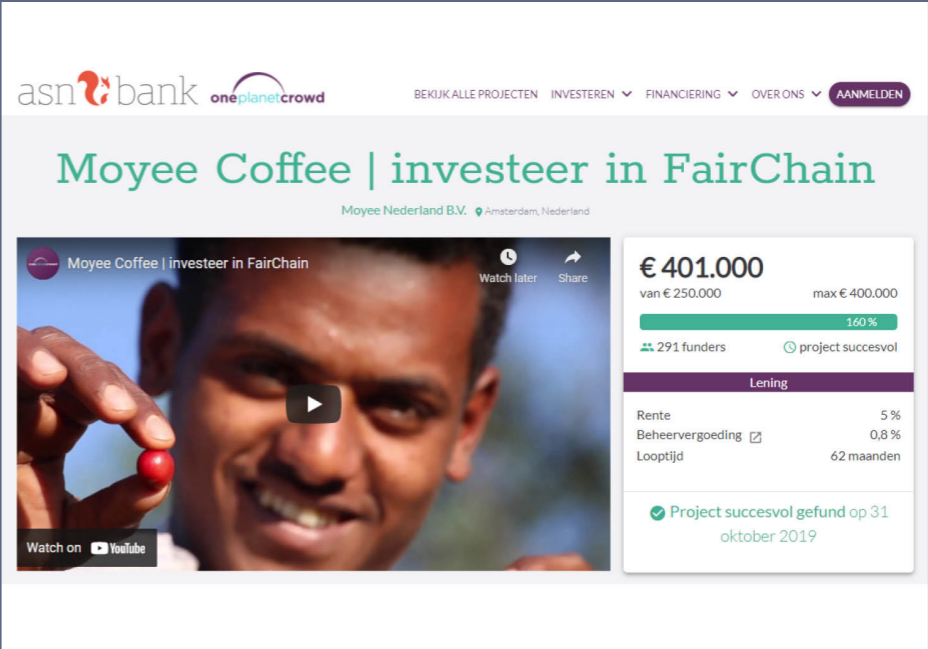 asn bank oneplanetcrowd BEKIJK ALLE PROJECTEN INVESTEREN FINANCIERING OVER ONS AANMELDEN
Moyee Coffee | investeer in FairChain
Moyee Nederland B.V. Amsterdam, Nederland
Moyee Coffee | investeer in FairChain
Watch later Share
Watch on YouTube
€ 401.000
van € 250.000 max € 400.000
160 %
291 funders project succesvol
Lening
Rente 5 %
Beheervergoeding 0,8 %
Looptijd 62 maanden
Project succesvol gefund op 31
oktober 2019